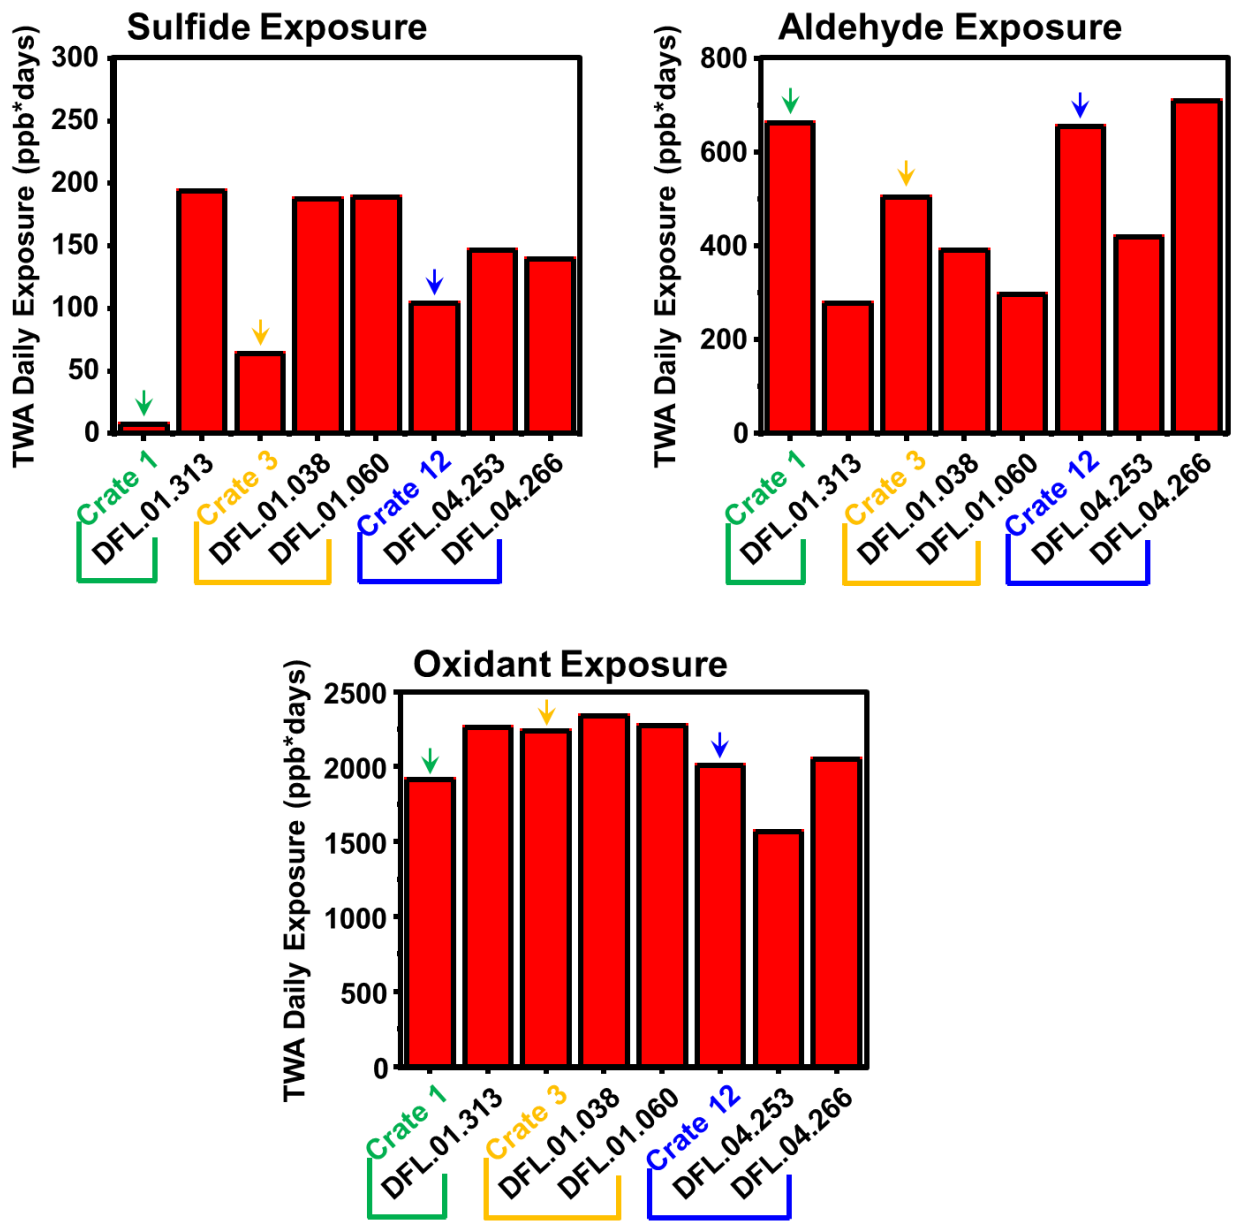 Sulfide Exposure
TWA Daily Exposure (ppb*days)
300
250
200
150
100
50
0
Crate 1
DFL.01.313
Crate 3
DFL.01.038
DFL.01.060
Crate 12
DFL.04.253
DFL.04.266
Aldehyde Exposure
TWA Daily Exposure (ppb*days)
800
600
400
200
0
Crate 1
DFL.01.313
Crate 3
DFL.01.038
DFL.01.060
Crate 12
DFL.04.253
DFL.04.266
Oxidant Exposure
TWA Daily Exposure (ppb*days)
2500
2000
1500
1000
500
0
Crate 1
DFL.01.313
Crate 3
DFL.01.038
DFL.01.060
Crate 12
DFL.04.253
DFL.04.266